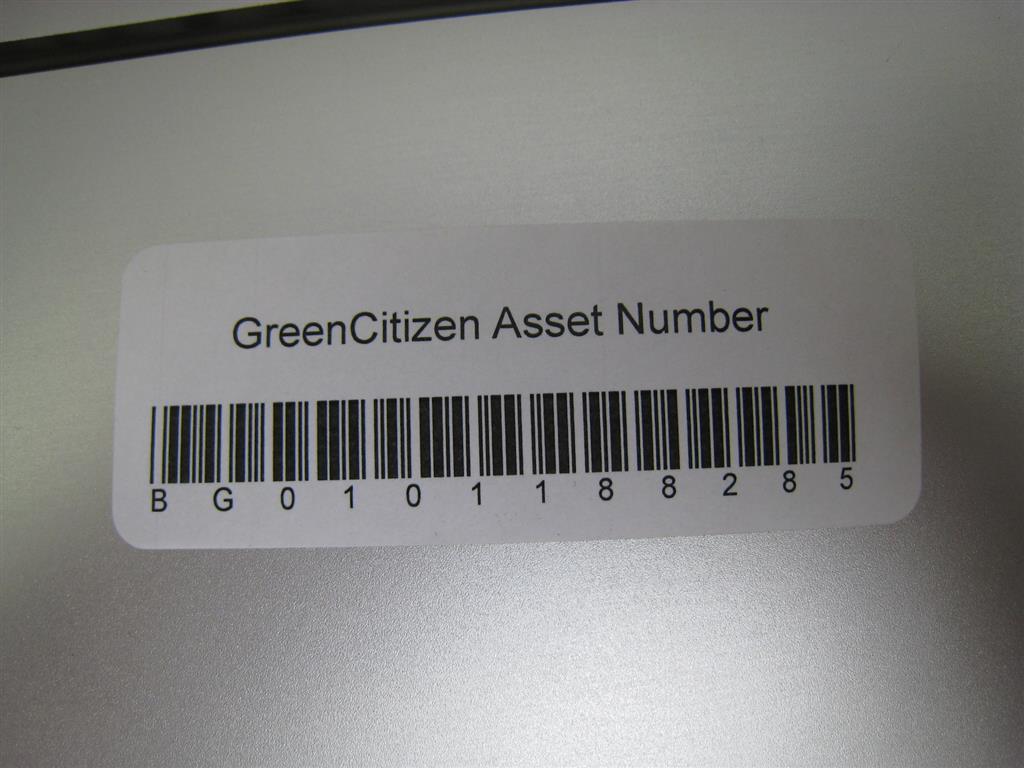 GreenCitizen Asset Number
B G 0 1 0 1 1 8 8 2 8 5